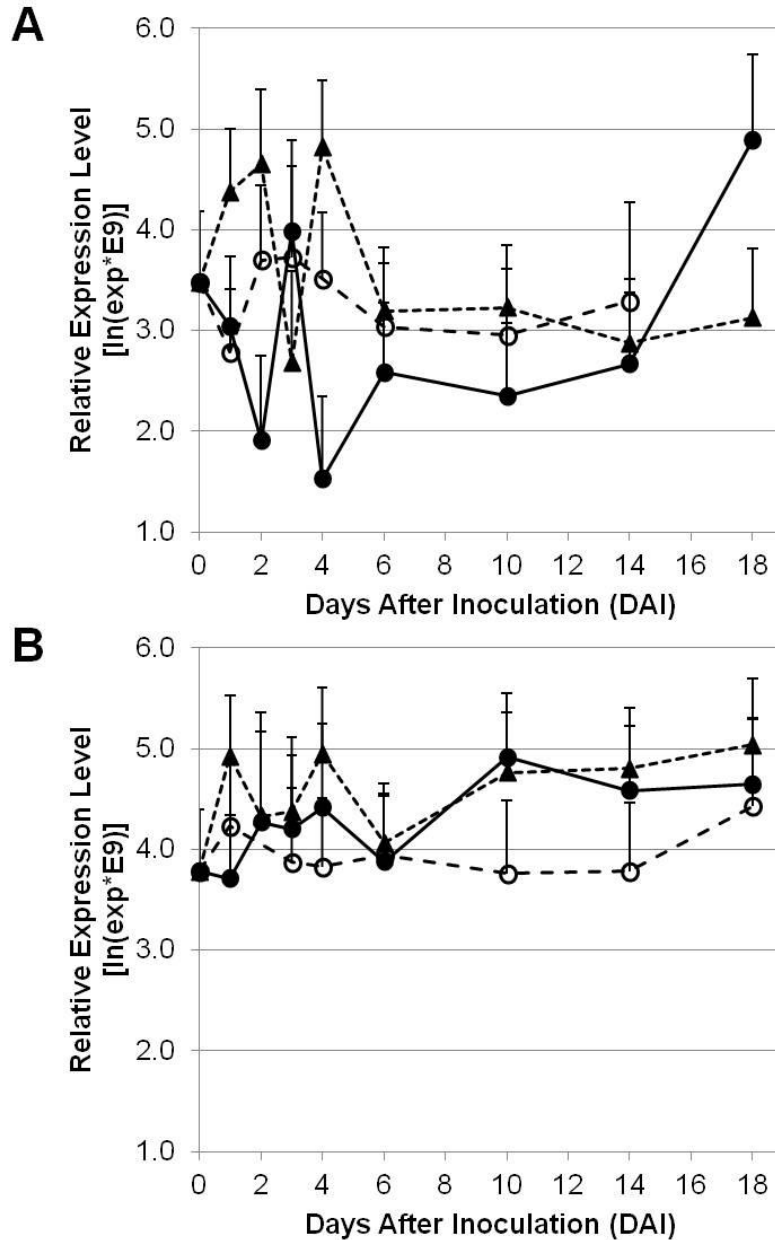 A
6.0
5.0
4.0
3.0
2.0
1.0
Relative Expression Level
[ln(exp*E9)]
0 2 4 6 8 10 12 14 16 18
Days After Inoculation (DAI)
B
6.0
5.0
4.0
3.0
2.0
1.0
Relative Expression Level
[ln(exp*E9)]
0 2 4 6 8 10 12 14 16 18
Days After Inoculation (DAI)